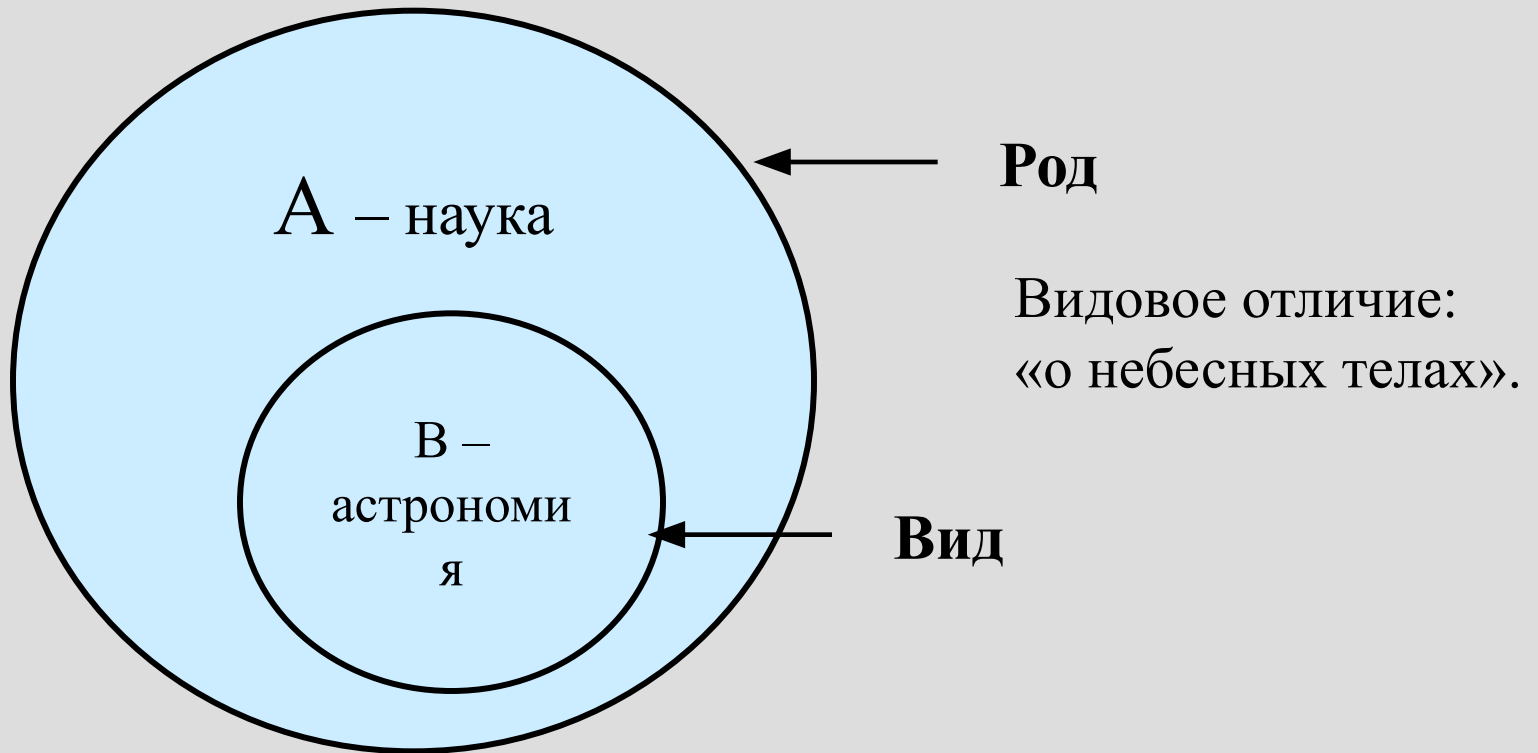 А – наука
Род
Видовое отличие:
«о небесных телах».
В –
астрономи
я
Вид